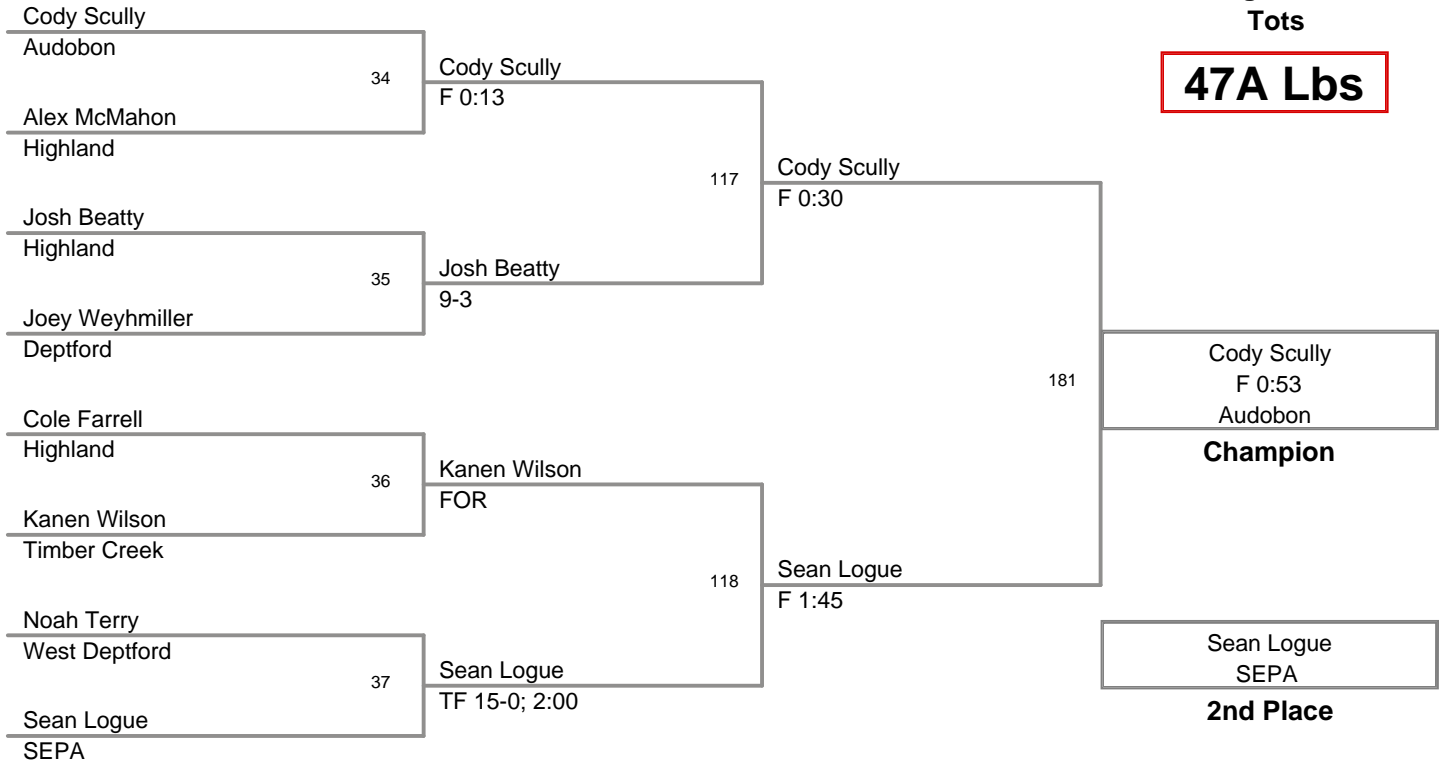 Tots
47A Lbs
Cody Scully
Audobon
34
Alex McMahon
Highland
Josh Beatty
Highland
35
Joey Weyhmiller
Deptford
Cole Farrell
Highland
36
Kanen Wilson
Timber Creek
Noah Terry
West Deptford
37
Sean Logue
SEPA
Cody Scully
F 0:13
117
Josh Beatty
9-3
Kanen Wilson
FOR
118
Sean Logue
TF 15-0; 2:00
Cody Scully
F 0:30
181
Sean Logue
F 1:45
Cody Scully
F 0:53
Audobon
Champion
Sean Logue
SEPA
2nd Place